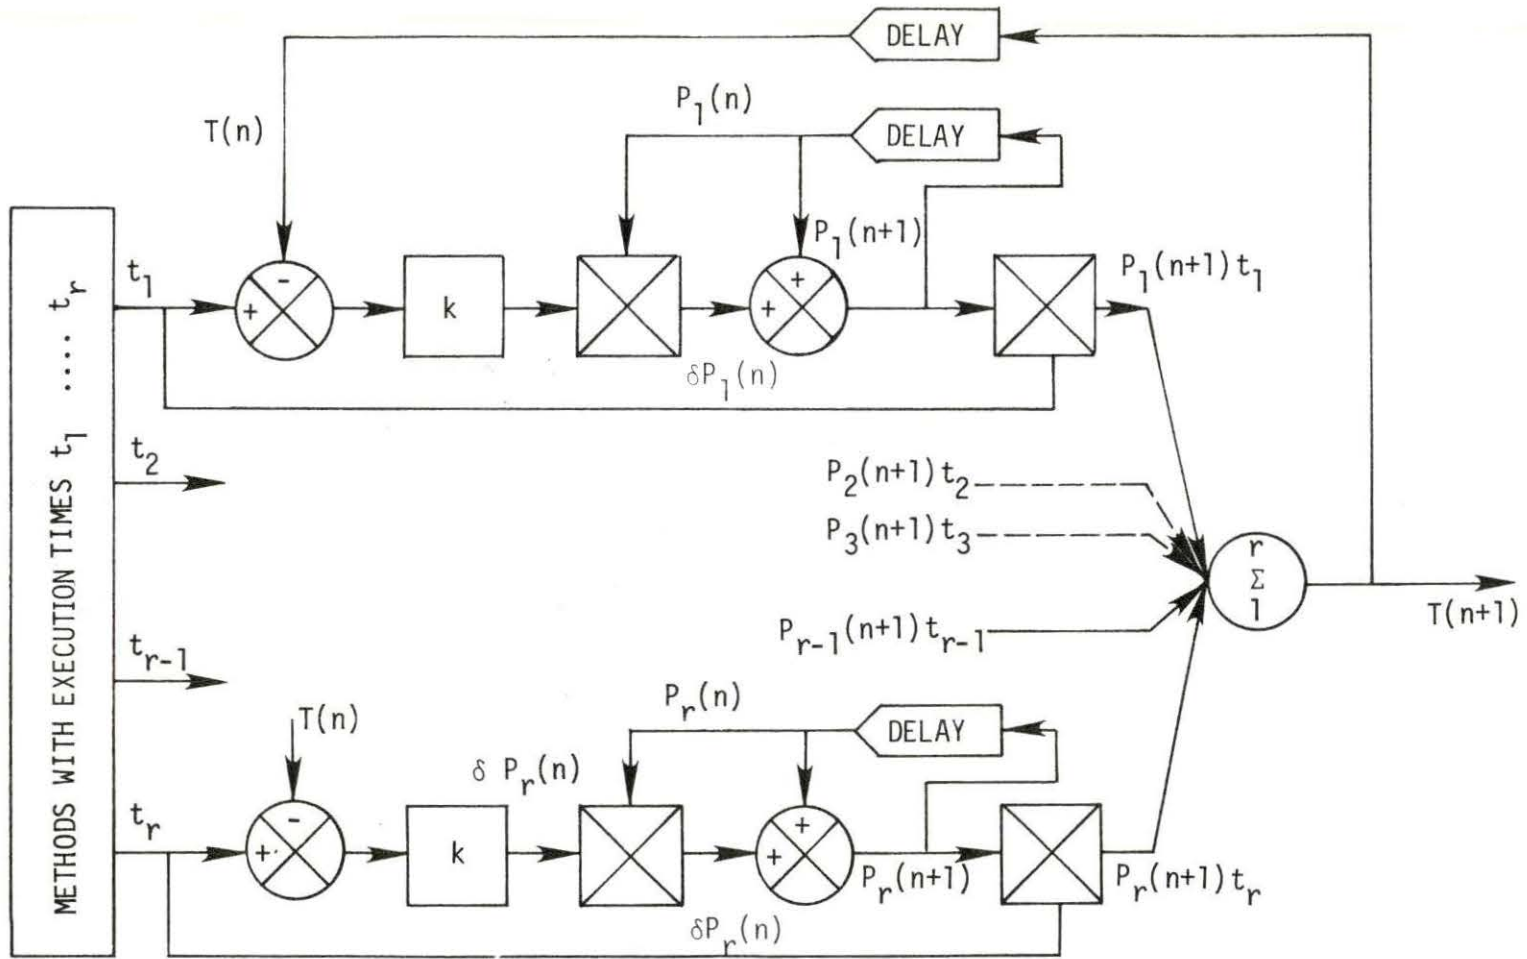 DELAY
P₁(n)
T(n)
DELAY
P₁(n+1)
t₁
-
+
k
+
+
P₁(n+1)t₁
δP₁(n)
METHODS WITH EXECUTION TIMES t₁ .... tᵣ
t₂
P₂(n+1)t₂
P₃(n+1)t₃
r
Σ
1
T(n+1)
Pᵣ₋₁(n+1)tᵣ₋₁
tᵣ₋₁
Pᵣ(n)
T(n)
DELAY
δ Pᵣ(n)
tᵣ
-
+
k
+
+
Pᵣ(n+1)
Pᵣ(n+1)tᵣ
δPᵣ(n)